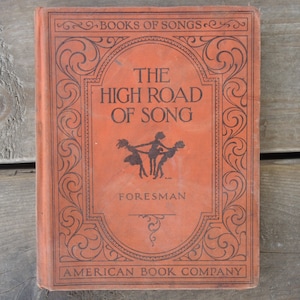 BOOKS OF SONGS
THE
HIGH ROAD
OF SONG
FORESMAN
AMERICAN BOOK COMPANY